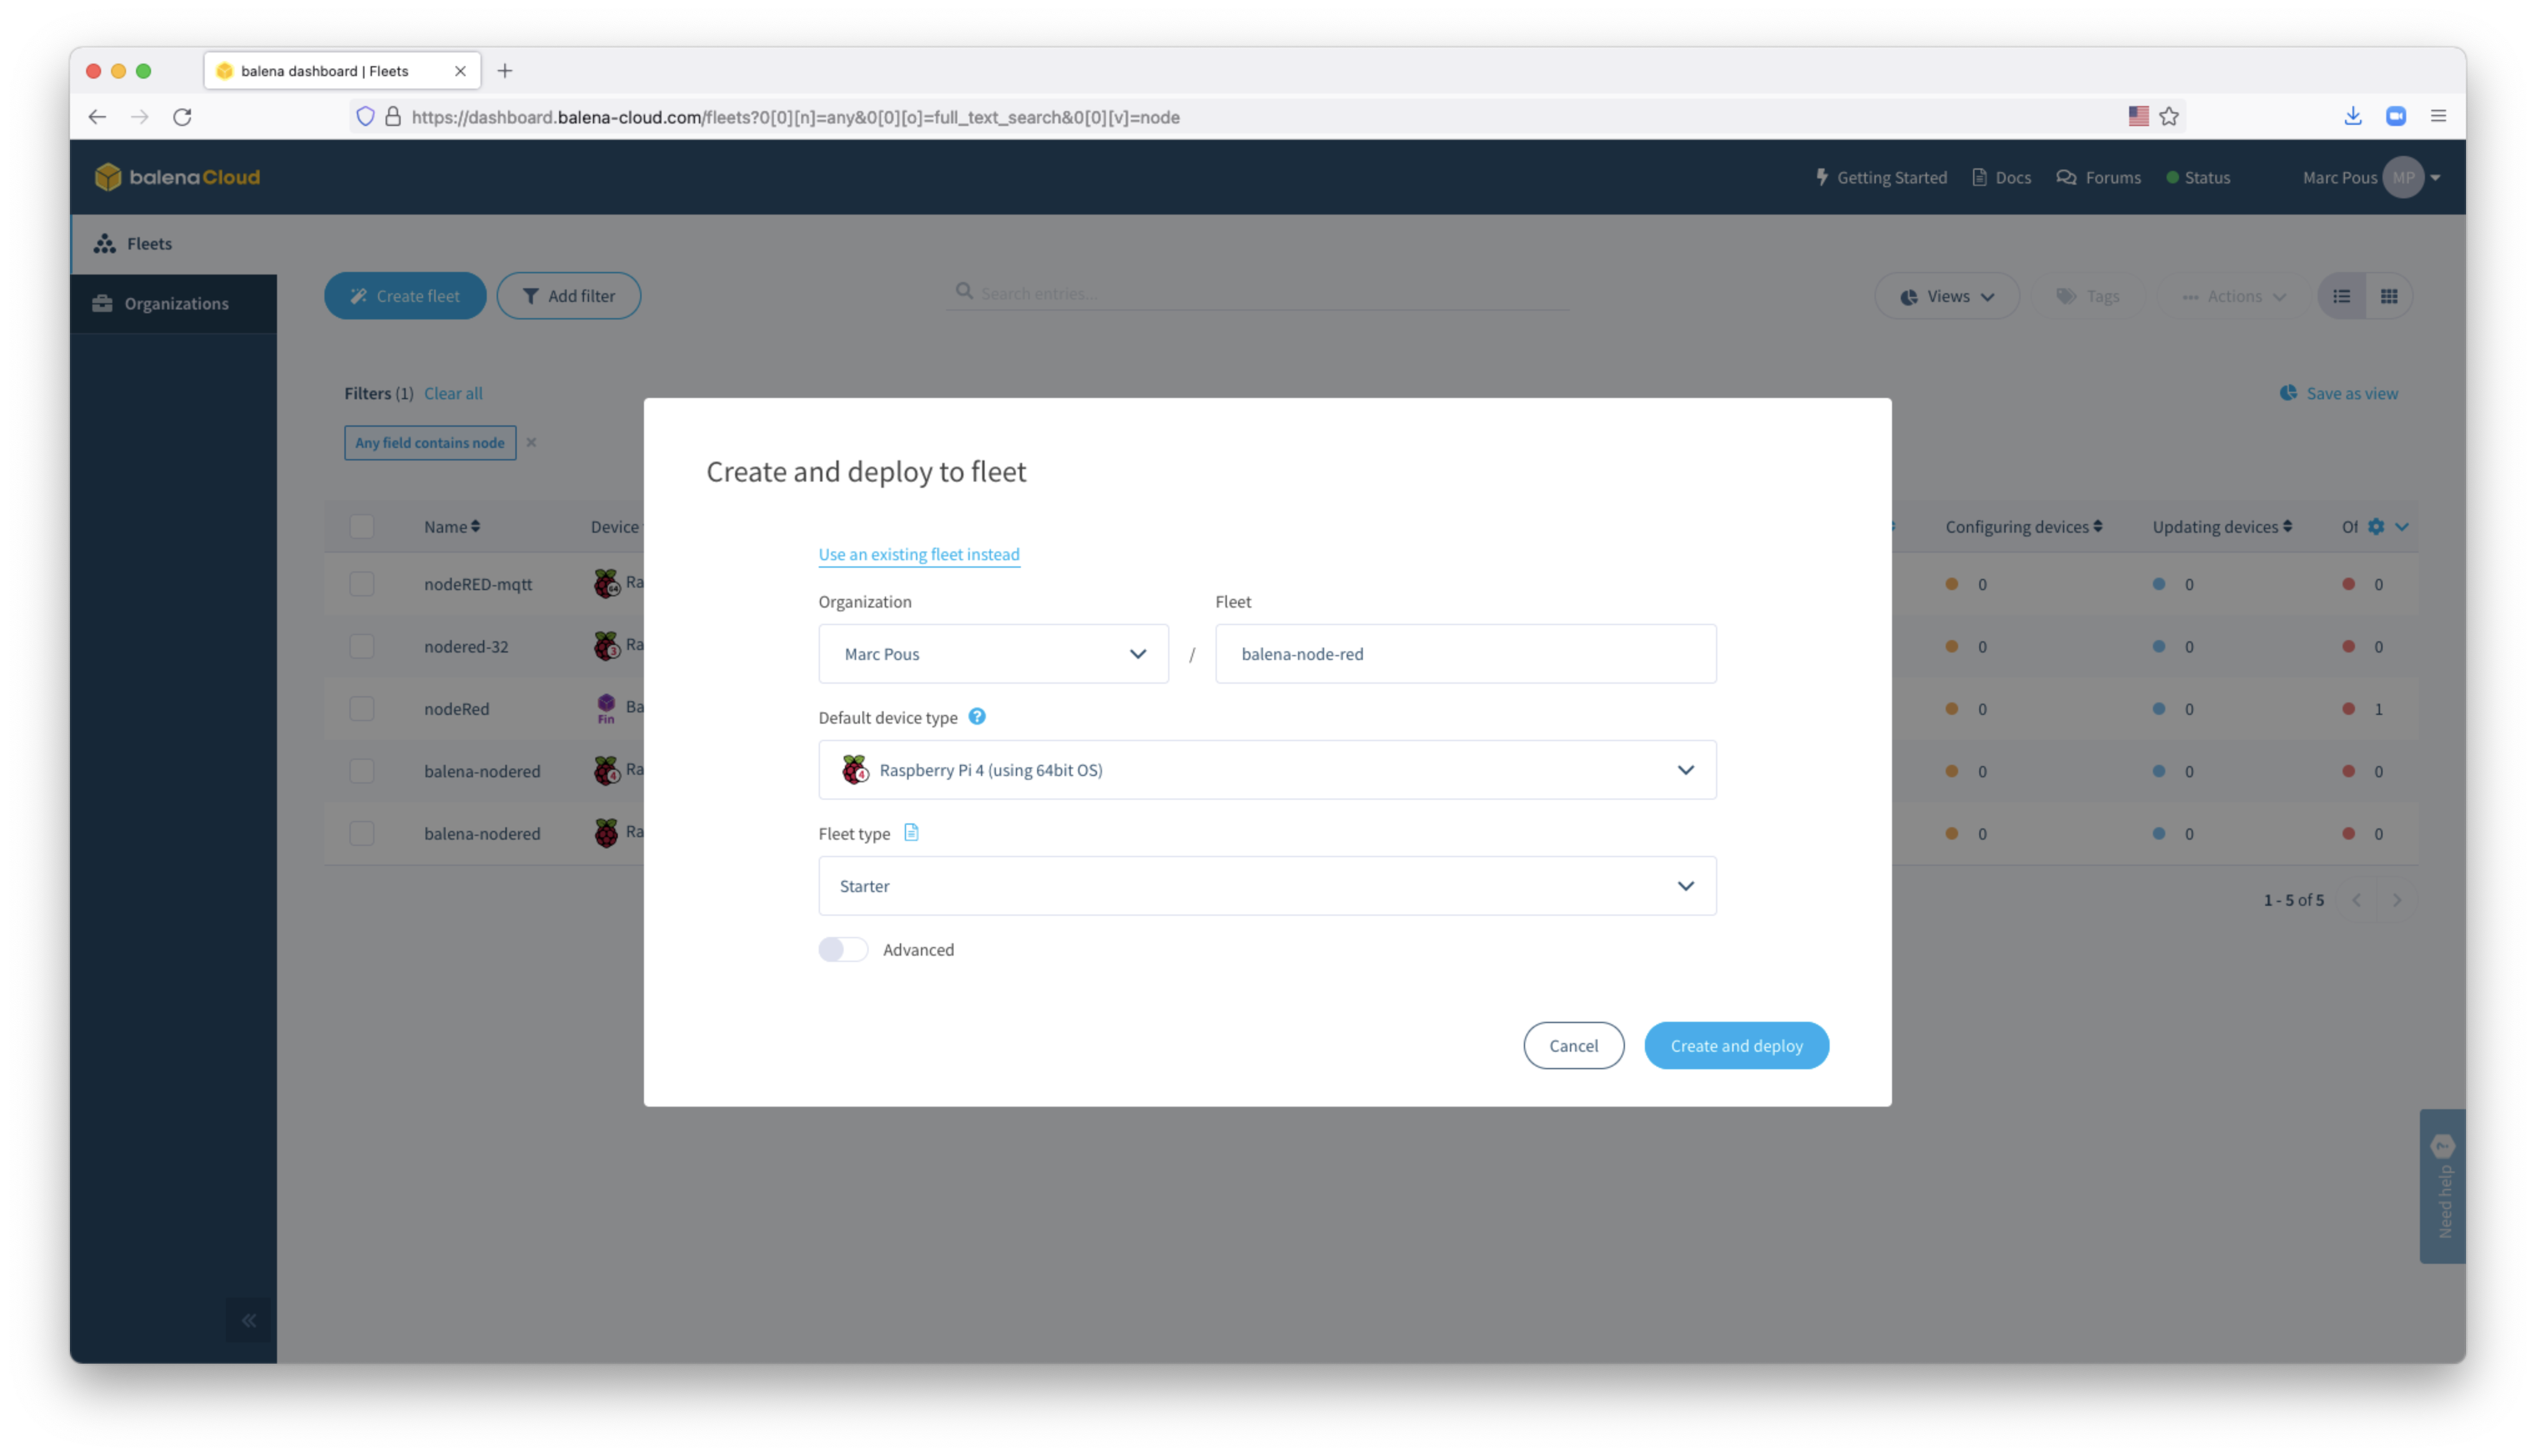 balena dashboard | Fleets
https://dashboard.balena-cloud.com/fleets?0[0][n]=any&0[0][o]=full_text_search&0[0][v]=node
balenaCloud
Getting Started Docs Forums Status Marc Pous MP
Fleets
Organizations
Create fleet Add filter Search entries... Views Tags Actions
Filters (1) Clear all Save as view
Any field contains node
Name Device Configuring devices Updating devices Of
nodeRED-mqtt 64 Ra 0 0 0
nodered-32 3 Ra 0 0 0
nodeRed Fin Ba 0 0 1
balena-nodered 4 Ra 0 0 0
balena-nodered Ra 0 0 0
1 - 5 of 5
Create and deploy to fleet
Use an existing fleet instead
Organization Fleet
Marc Pous / balena-node-red
Default device type ?
4 Raspberry Pi 4 (using 64bit OS)
Fleet type
Starter
Advanced
Cancel Create and deploy
Need help ?